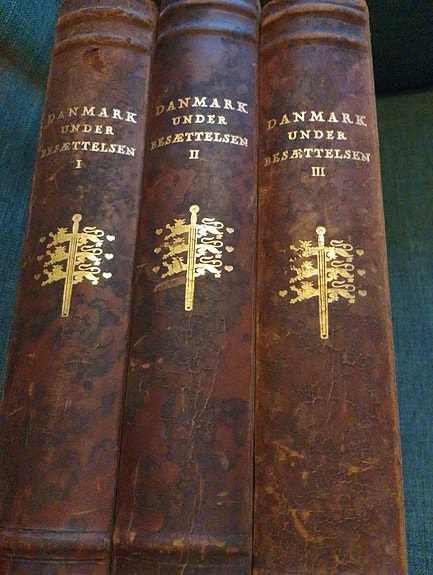 DANMARK
UNDER
BESÆTTELSEN
I
DANMARK
UNDER
BESÆTTELSEN
II
DANMARK
UNDER
BESÆTTELSEN
III